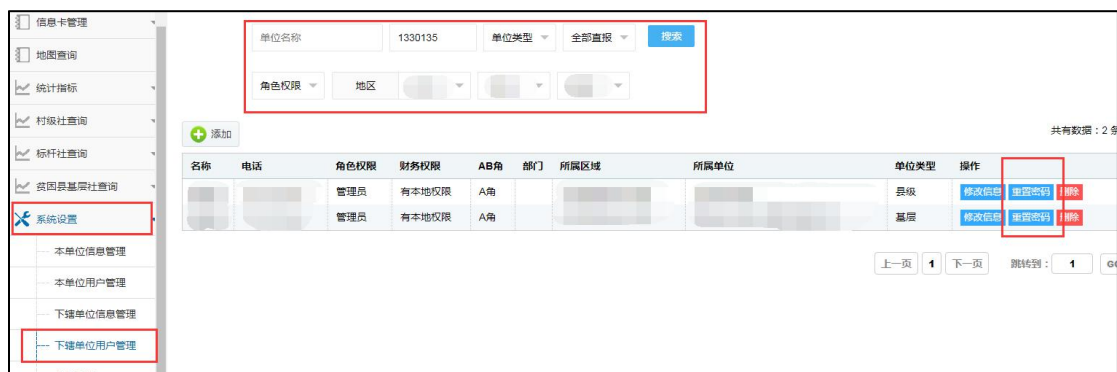 信息卡管理
单位名称 1330135 单位类型 全部直报 搜索
地图查询
角色权限 地区
统计指标
村级社查询
添加 共有数据：2
标杆社查询
名称 电话 角色权限 财务权限 AB角 部门 所属区域 所属单位 单位类型 操作
贫困县基层社查询
管理员 有本地权限 A角 县级 修改信息 重置密码 删除
系统设置
管理员 有本地权限 A角 基层 修改信息 重置密码 删除
本单位信息管理
上一页 1 下一页 跳转到： 1
本单位用户管理
下辖单位信息管理
下辖单位用户管理